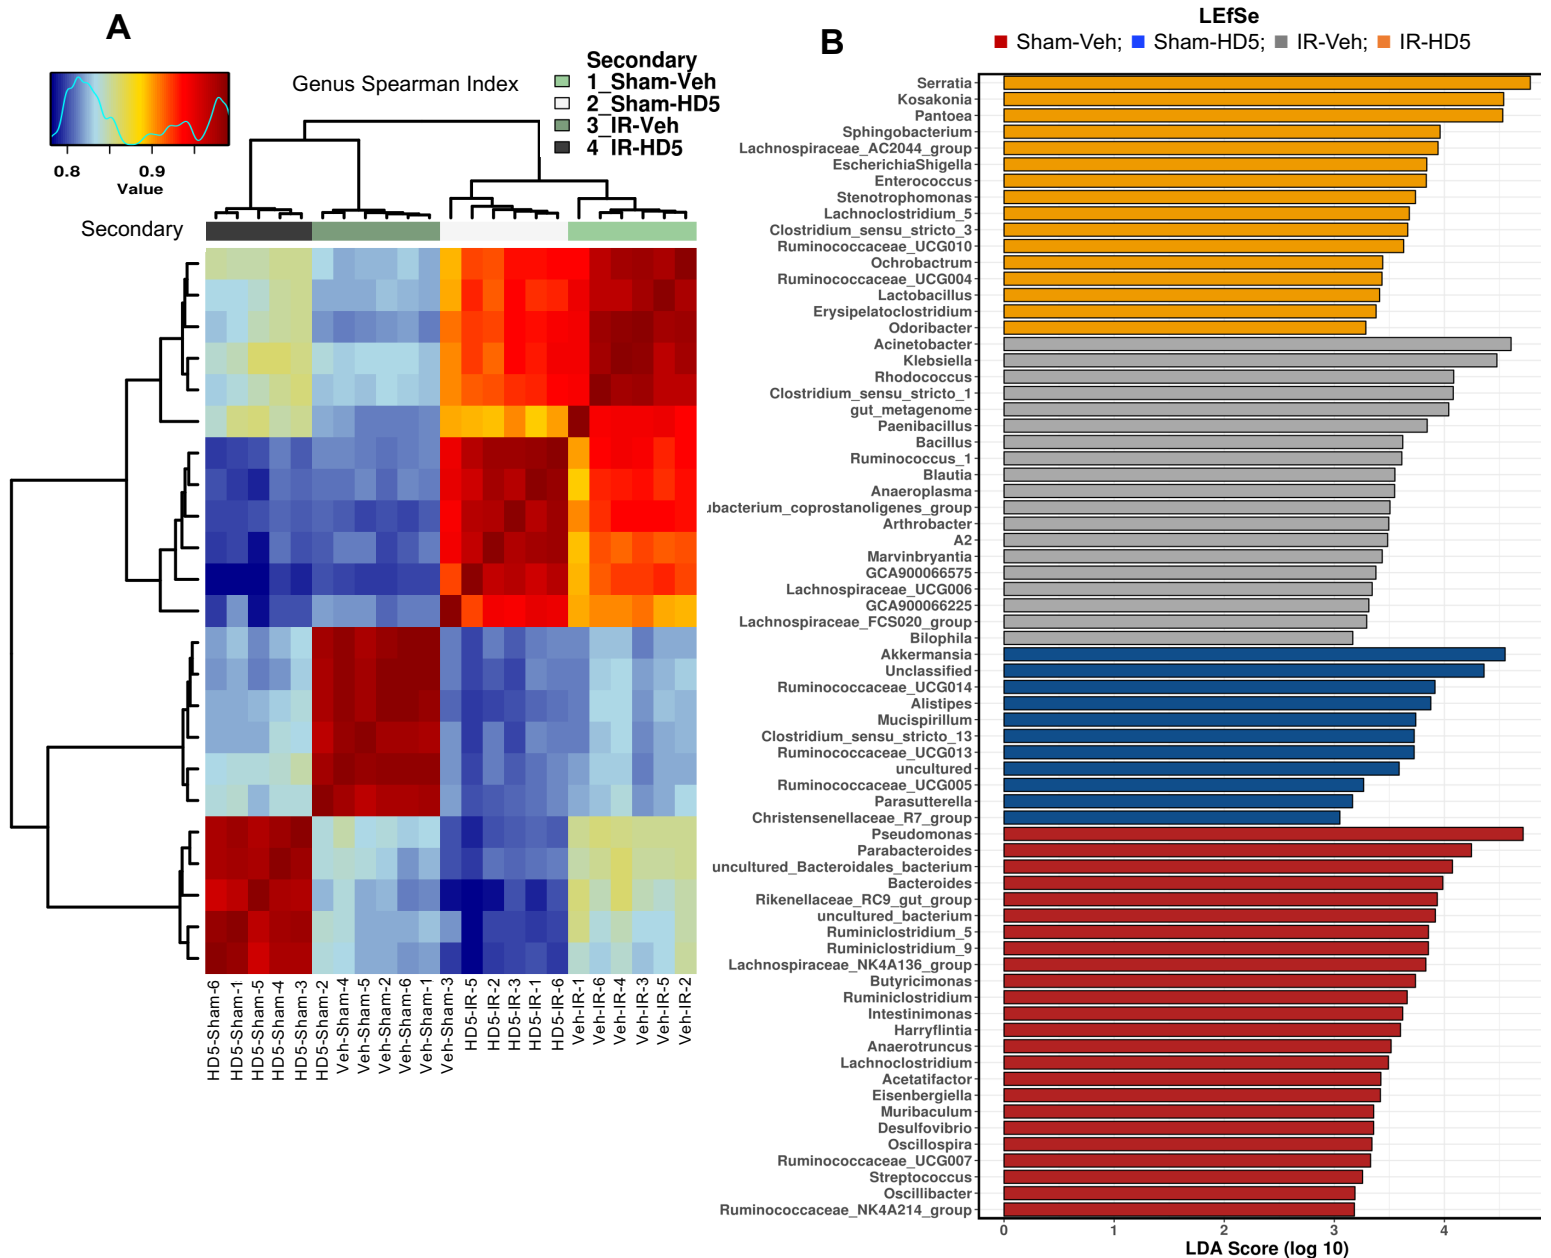 A
Genus Spearman Index
0.8 0.9
Value
Secondary
1_Sham-Veh
2_Sham-HD5
3_IR-Veh
4_IR-HD5
Secondary
HD5-Sham-6
HD5-Sham-1
HD5-Sham-5
HD5-Sham-4
HD5-Sham-3
HD5-Sham-2
Veh-Sham-4
Veh-Sham-5
Veh-Sham-2
Veh-Sham-6
Veh-Sham-1
Veh-Sham-3
HD5-IR-5
HD5-IR-2
HD5-IR-3
HD5-IR-1
HD5-IR-6
Veh-IR-1
Veh-IR-6
Veh-IR-4
Veh-IR-3
Veh-IR-5
Veh-IR-2
B
LEfSe
Sham-Veh; Sham-HD5; IR-Veh; IR-HD5
Serratia
Kosakonia
Pantoea
Sphingobacterium
Lachnospiraceae_AC2044_group
EscherichiaShigella
Enterococcus
Stenotrophomonas
Lachnoclostridium_5
Clostridium_sensu_stricto_3
Ruminococcaceae_UCG010
Ochrobactrum
Ruminococcaceae_UCG004
Lactobacillus
Erysipelatoclostridium
Odoribacter
Acinetobacter
Klebsiella
Rhodococcus
Clostridium_sensu_stricto_1
gut_metagenome
Paenibacillus
Bacillus
Ruminococcus_1
Blautia
Anaeroplasma
ubacterium_coprostanoligenes_group
Arthrobacter
A2
Marvinbryantia
GCA900066575
Lachnospiraceae_UCG006
GCA900066225
Lachnospiraceae_FCS020_group
Bilophila
Akkermansia
Unclassified
Ruminococcaceae_UCG014
Alistipes
Mucispirillum
Clostridium_sensu_stricto_13
Ruminococcaceae_UCG013
uncultured
Ruminococcaceae_UCG005
Parasutterella
Christensenellaceae_R7_group
Pseudomonas
Parabacteroides
uncultured_Bacteroidales_bacterium
Bacteroides
Rikenellaceae_RC9_gut_group
uncultured_bacterium
Ruminiclostridium_5
Ruminiclostridium_9
Lachnospiraceae_NK4A136_group
Butyricimonas
Ruminiclostridium
Intestinimonas
Harryflintia
Anaerotruncus
Lachnoclostridium
Acetatifactor
Eisenbergiella
Muribaculum
Desulfovibrio
Oscillospira
Ruminococcaceae_UCG007
Streptococcus
Oscillibacter
Ruminococcaceae_NK4A214_group
0 1 2 3 4
LDA Score (log 10)